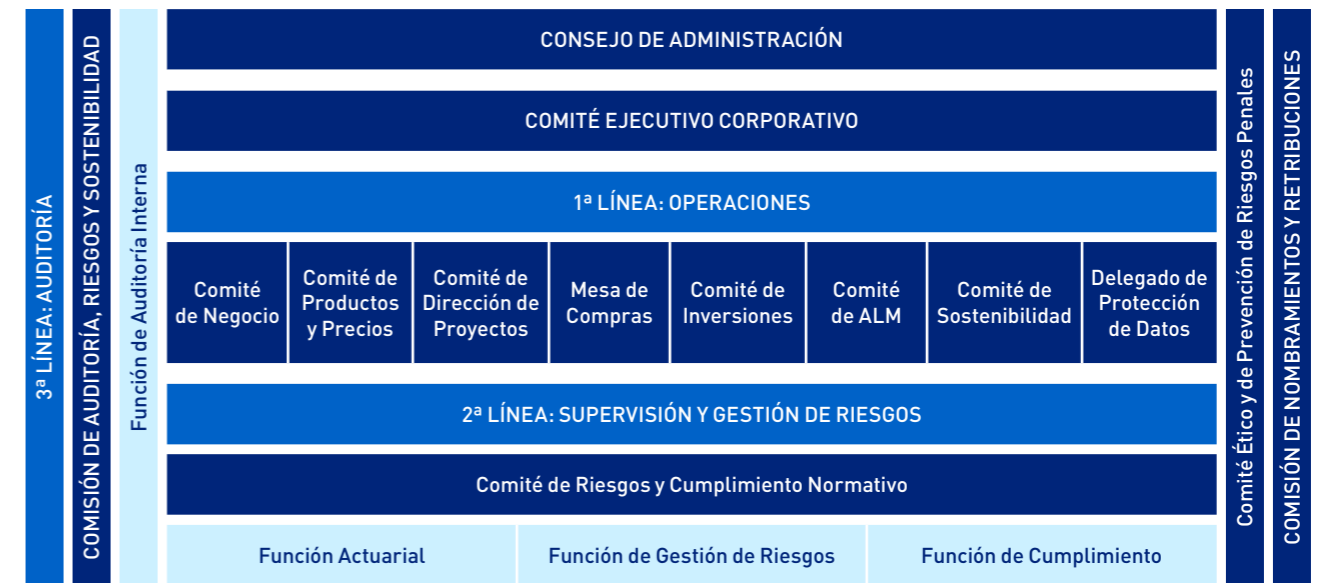 3ª LÍNEA: AUDITORÍA
COMISIÓN DE AUDITORÍA, RIESGOS Y SOSTENIBILIDAD
Función de Auditoría Interna
CONSEJO DE ADMINISTRACIÓN
COMITÉ EJECUTIVO CORPORATIVO
1ª LÍNEA: OPERACIONES
Comité
de Negocio
Comité de
Productos
y Precios
Comité de
Dirección de
Proyectos
Mesa de
Compras
Comité de
Inversiones
Comité
de ALM
Comité de
Sostenibilidad
Delegado de
Protección
de Datos
2ª LÍNEA: SUPERVISIÓN Y GESTIÓN DE RIESGOS
Comité de Riesgos y Cumplimiento Normativo
Función Actuarial
Función de Gestión de Riesgos
Función de Cumplimiento
Comité Ético y de Prevención de Riesgos Penales
COMISIÓN DE NOMBRAMIENTOS Y RETRIBUCIONES